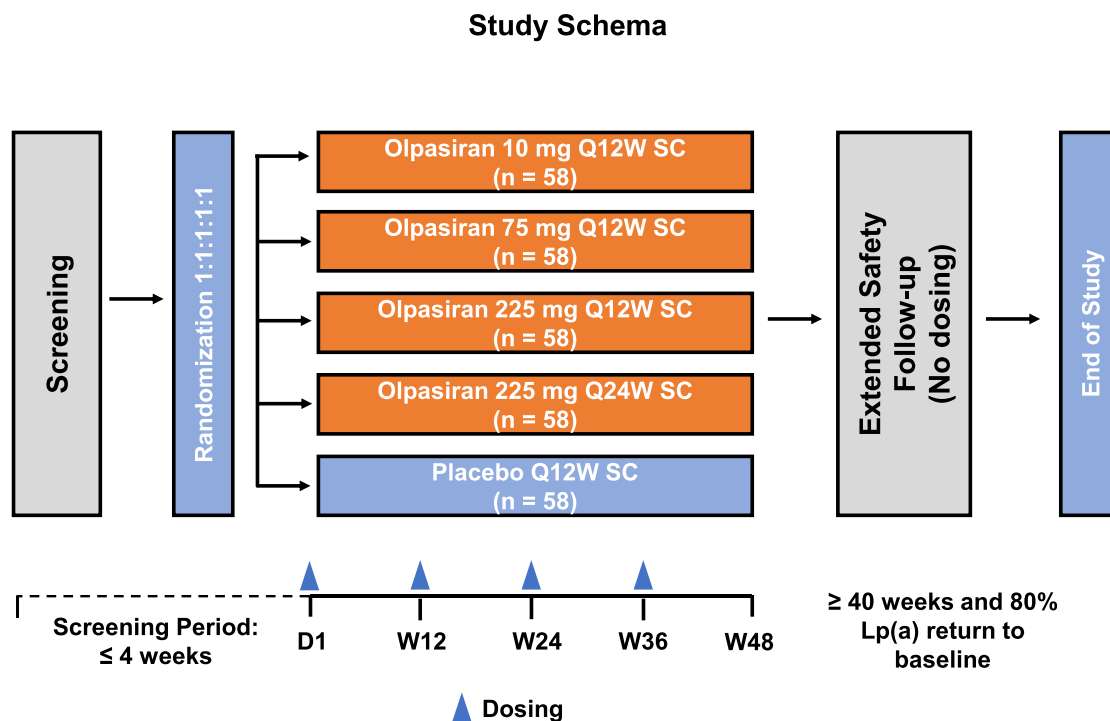 Study Schema
Screening
Randomization 1:1:1:1:1
Olpasiran 10 mg Q12W SC
(n = 58)
Olpasiran 75 mg Q12W SC
(n = 58)
Olpasiran 225 mg Q12W SC
(n = 58)
Olpasiran 225 mg Q24W SC
(n = 58)
Placebo Q12W SC
(n = 58)
Extended Safety
Follow-up
(No dosing)
End of Study
Screening Period:
≤ 4 weeks
D1
W12
W24
W36
W48
≥ 40 weeks and 80%
Lp(a) return to
baseline
Dosing